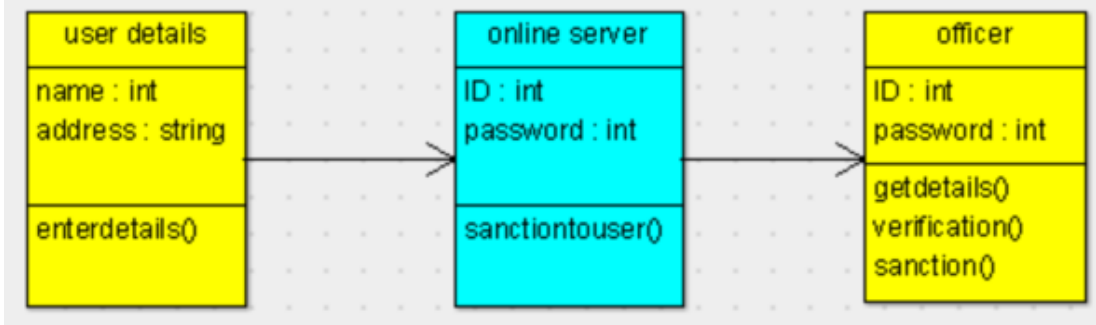 user details
name : int
address : string
enterdetails()
online server
ID : int
password : int
sanctiontouser()
officer
ID : int
password : int
getdetails()
verification()
sanction()